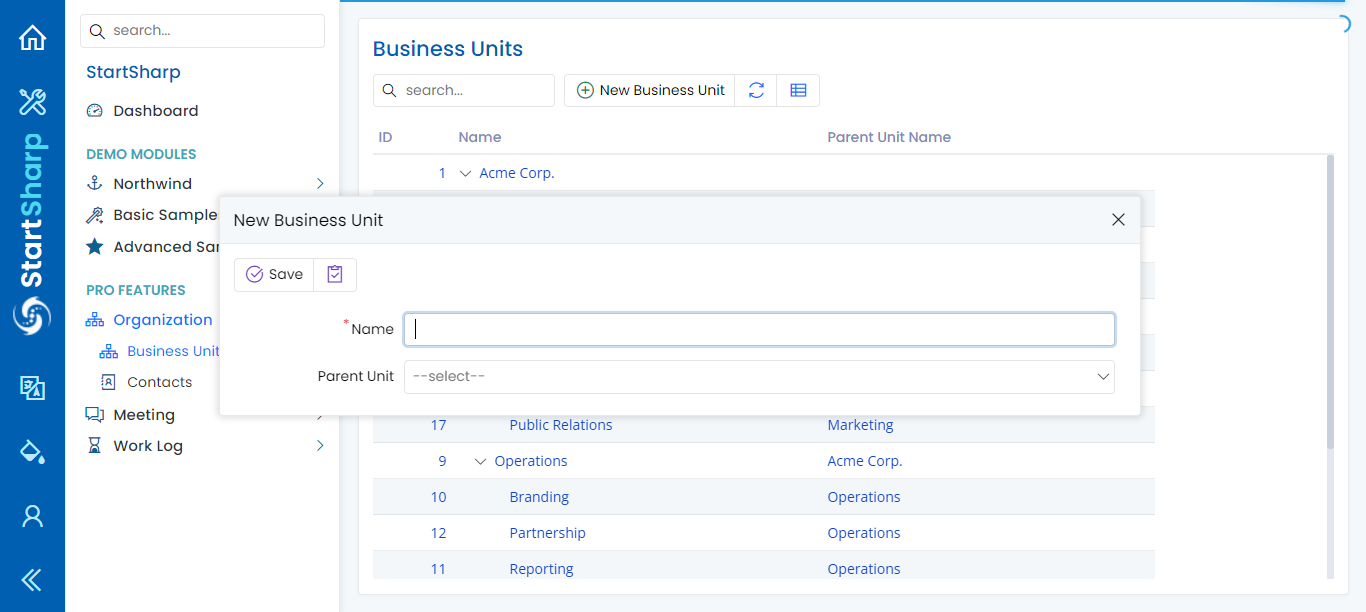 StartSharp
search...
StartSharp
Dashboard
DEMO MODULES
Northwind
Basic Sample
Advanced Sar
PRO FEATURES
Organization
Business Unit
Contacts
Meeting
Work Log
Business Units
search...
New Business Unit
ID Name Parent Unit Name
1 Acme Corp.
New Business Unit
Save
* Name
Parent Unit --select--
17 Public Relations Marketing
9 Operations Acme Corp.
10 Branding Operations
12 Partnership Operations
11 Reporting Operations